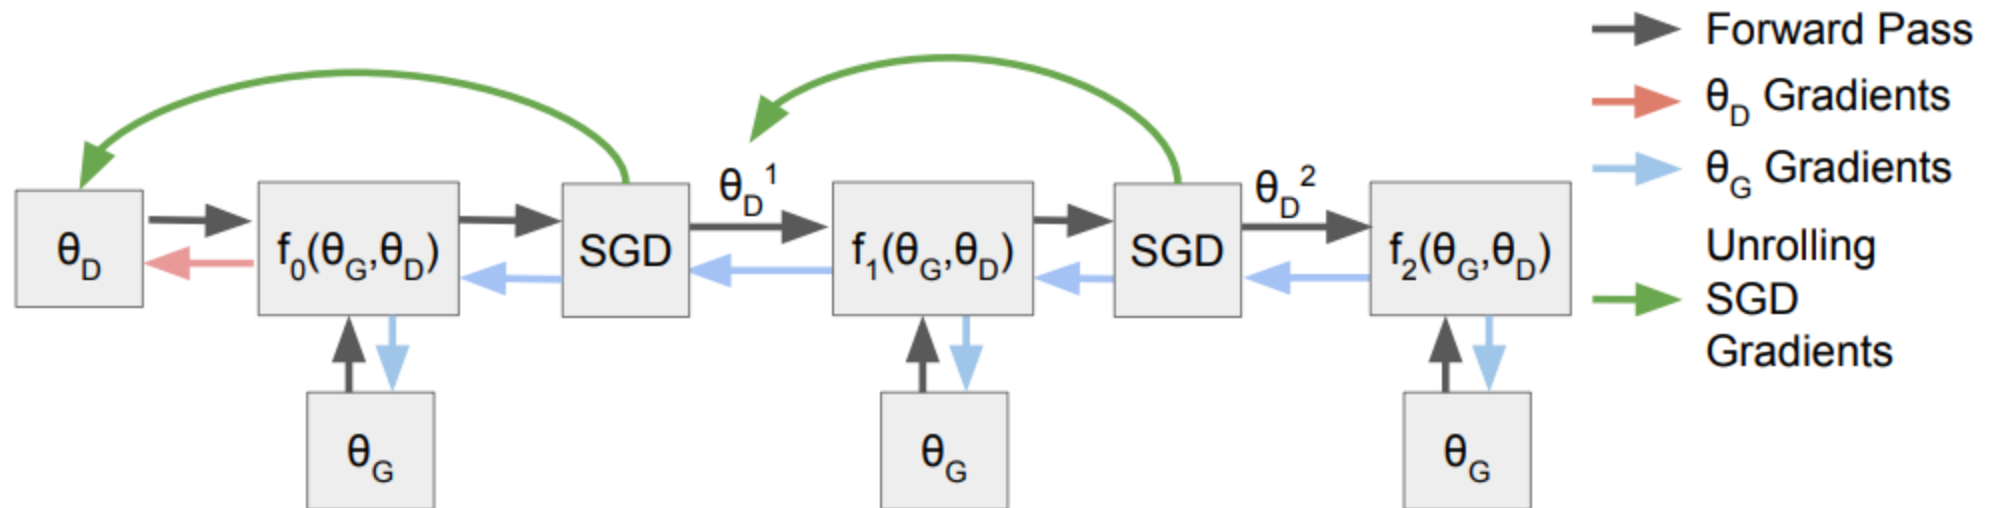 Forward Pass
θD Gradients
θG Gradients
Unrolling
SGD
Gradients
θD
f0(θG,θD)
SGD
θD1
f1(θG,θD)
SGD
θD2
f2(θG,θD)
θG
θG
θG